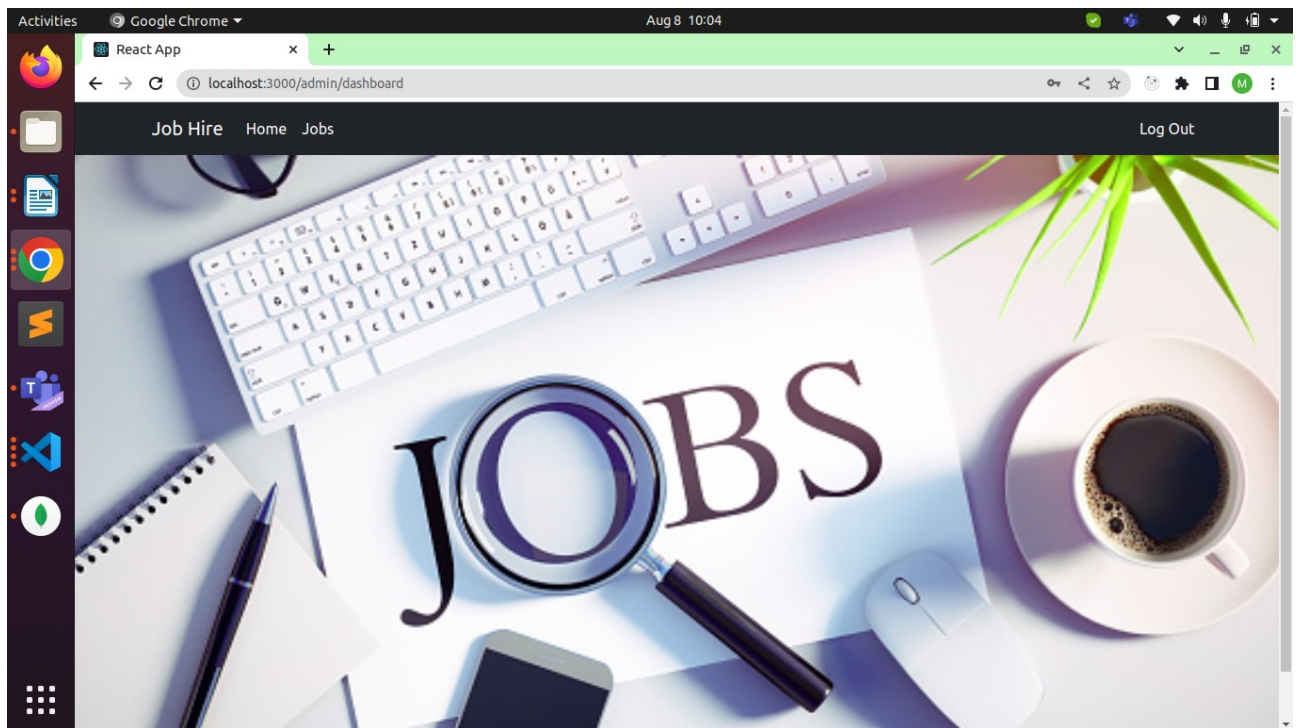 Activities Google Chrome Aug 8 10:04
React App
localhost:3000/admin/dashboard M
Job Hire Home Jobs Log Out
JOBS
T
PREVIEW